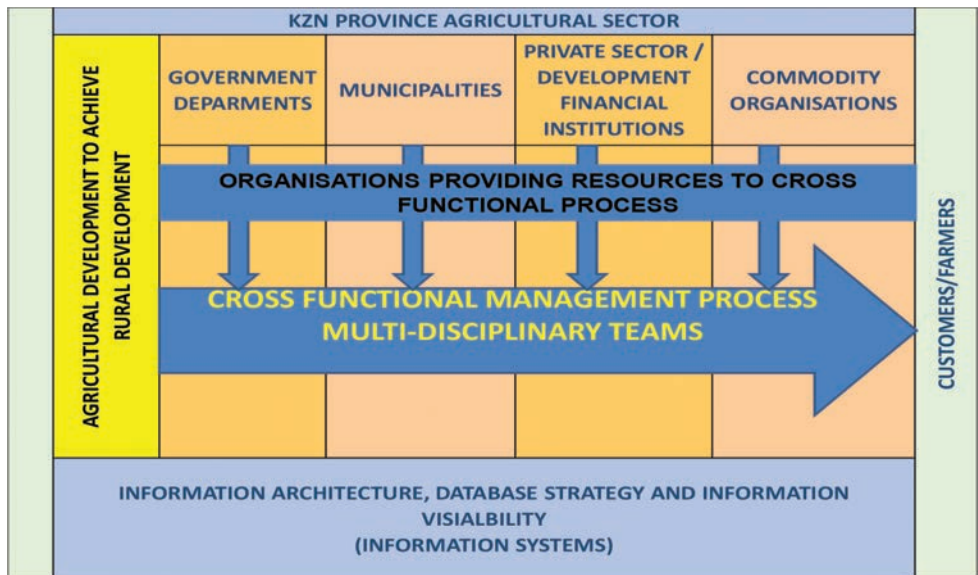 KZN PROVINCE AGRICULTURAL SECTOR
AGRICULTURAL DEVELOPMENT TO ACHIEVE
RURAL DEVELOPMENT
GOVERNMENT
DEPARMENTS
MUNICIPALITIES
PRIVATE SECTOR /
DEVELOPMENT
FINANCIAL
INSTITUTIONS
COMMODITY
ORGANISATIONS
ORGANISATIONS PROVIDING RESOURCES TO CROSS
FUNCTIONAL PROCESS
CROSS FUNCTIONAL MANAGEMENT PROCESS
MULTI-DISCIPLINARY TEAMS
CUSTOMERS/FARMERS
INFORMATION ARCHITECTURE, DATABASE STRATEGY AND INFORMATION
VISIALBILITY
(INFORMATION SYSTEMS)